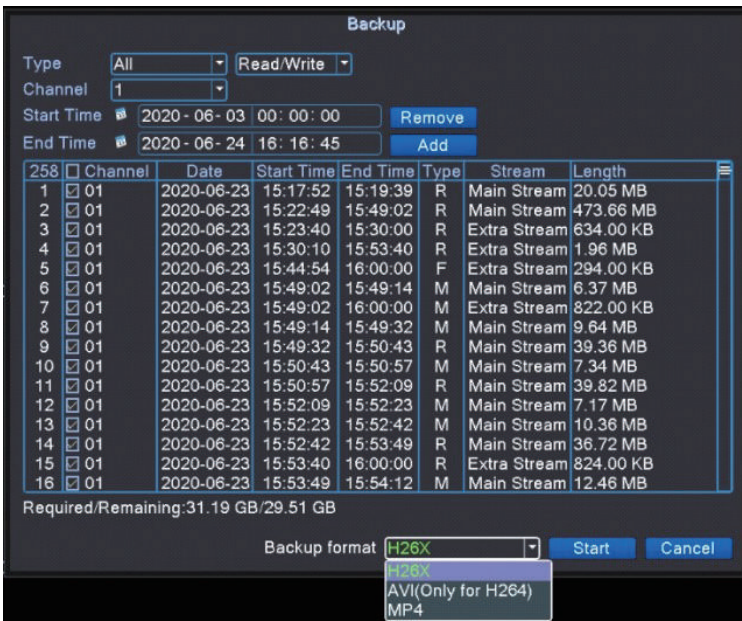 Backup
Type All Read/Write
Channel 1
Start Time 2020-06-03 00:00:00 Remove
End Time 2020-06-24 16:16:45 Add
258 Channel Date Start Time End Time Type Stream Length
1 01 2020-06-23 15:17:52 15:19:39 R Main Stream 20.05 MB
2 01 2020-06-23 15:22:49 15:49:02 R Main Stream 473.66 MB
3 01 2020-06-23 15:23:40 15:30:00 R Extra Stream 634.00 KB
4 01 2020-06-23 15:30:10 15:53:40 R Extra Stream 1.96 MB
5 01 2020-06-23 15:44:54 16:00:00 F Extra Stream 294.00 KB
6 01 2020-06-23 15:49:02 15:49:14 M Main Stream 6.37 MB
7 01 2020-06-23 15:49:02 16:00:00 M Extra Stream 822.00 KB
8 01 2020-06-23 15:49:14 15:49:32 M Main Stream 9.64 MB
9 01 2020-06-23 15:49:32 15:50:43 R Main Stream 39.36 MB
10 01 2020-06-23 15:50:43 15:50:57 M Main Stream 7.34 MB
11 01 2020-06-23 15:50:57 15:52:09 R Main Stream 39.82 MB
12 01 2020-06-23 15:52:09 15:52:23 M Main Stream 7.17 MB
13 01 2020-06-23 15:52:23 15:52:42 M Main Stream 10.36 MB
14 01 2020-06-23 15:52:42 15:53:49 R Main Stream 36.72 MB
15 01 2020-06-23 15:53:40 16:00:00 R Extra Stream 824.00 KB
16 01 2020-06-23 15:53:49 15:54:12 M Main Stream 12.46 MB
Required/Remaining:31.19 GB/29.51 GB
Backup format H26X Start Cancel
H26X
AVI(Only for H264)
MP4